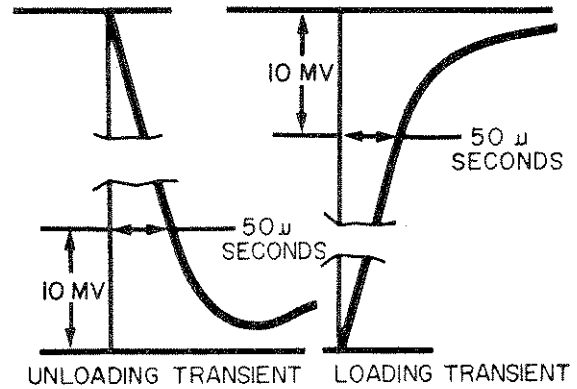 10 MV
50 μ
SECONDS
50 μ
SECONDS
10 MV
UNLOADING TRANSIENT
LOADING TRANSIENT